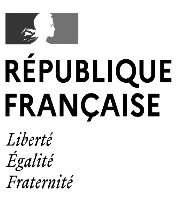 RÉPUBLIQUE
FRANÇAISE
Liberté
Égalité
Fraternité